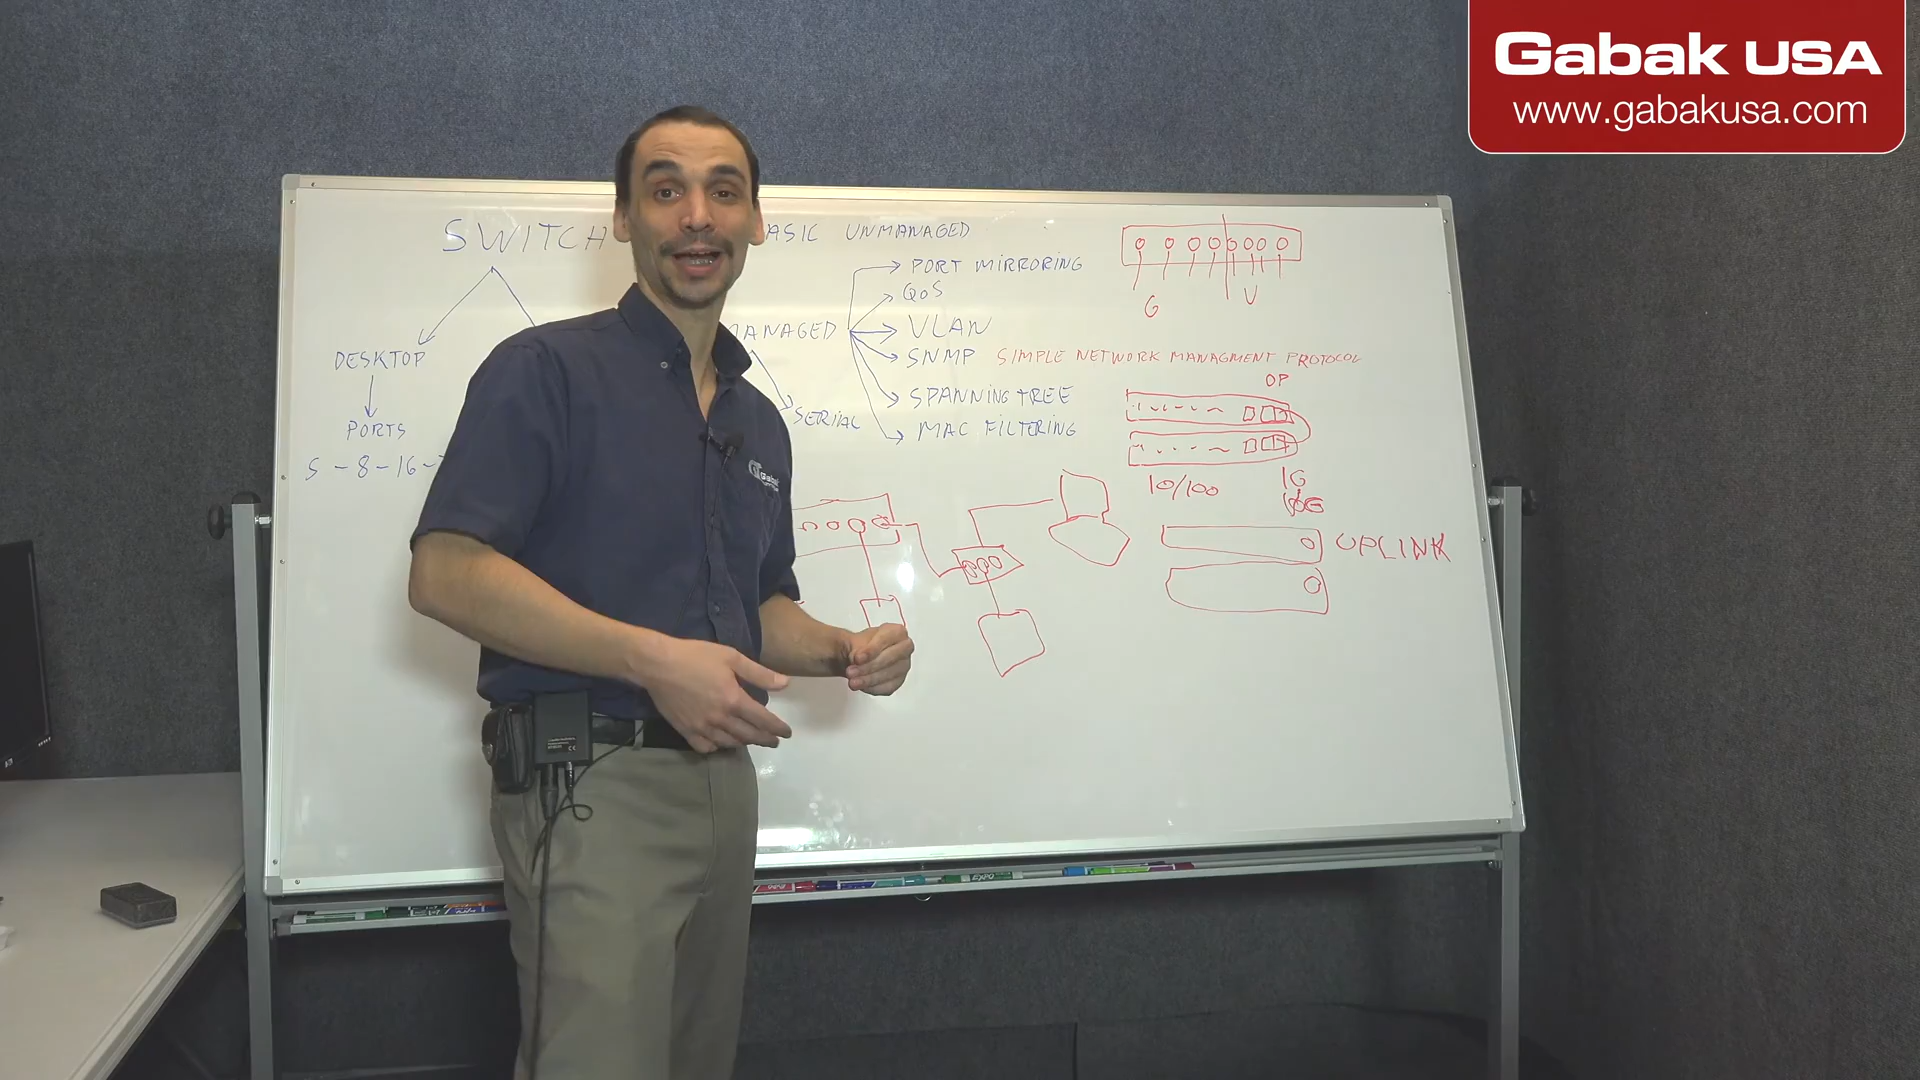 Gabak USA
www.gabakusa.com
SWITCH
ASIC UNMANAGED
PORT MIRRORING
QoS
VLAN
ANAGED
SNMP SIMPLE NETWORK MANAGMENT PROTOCOL
DESKTOP
SPANNING TREE
SERIAL
MAC FILTERING
PORTS
5 - 8 - 16 -
G V
OP
10/100
1G
UPLINK
EXPO